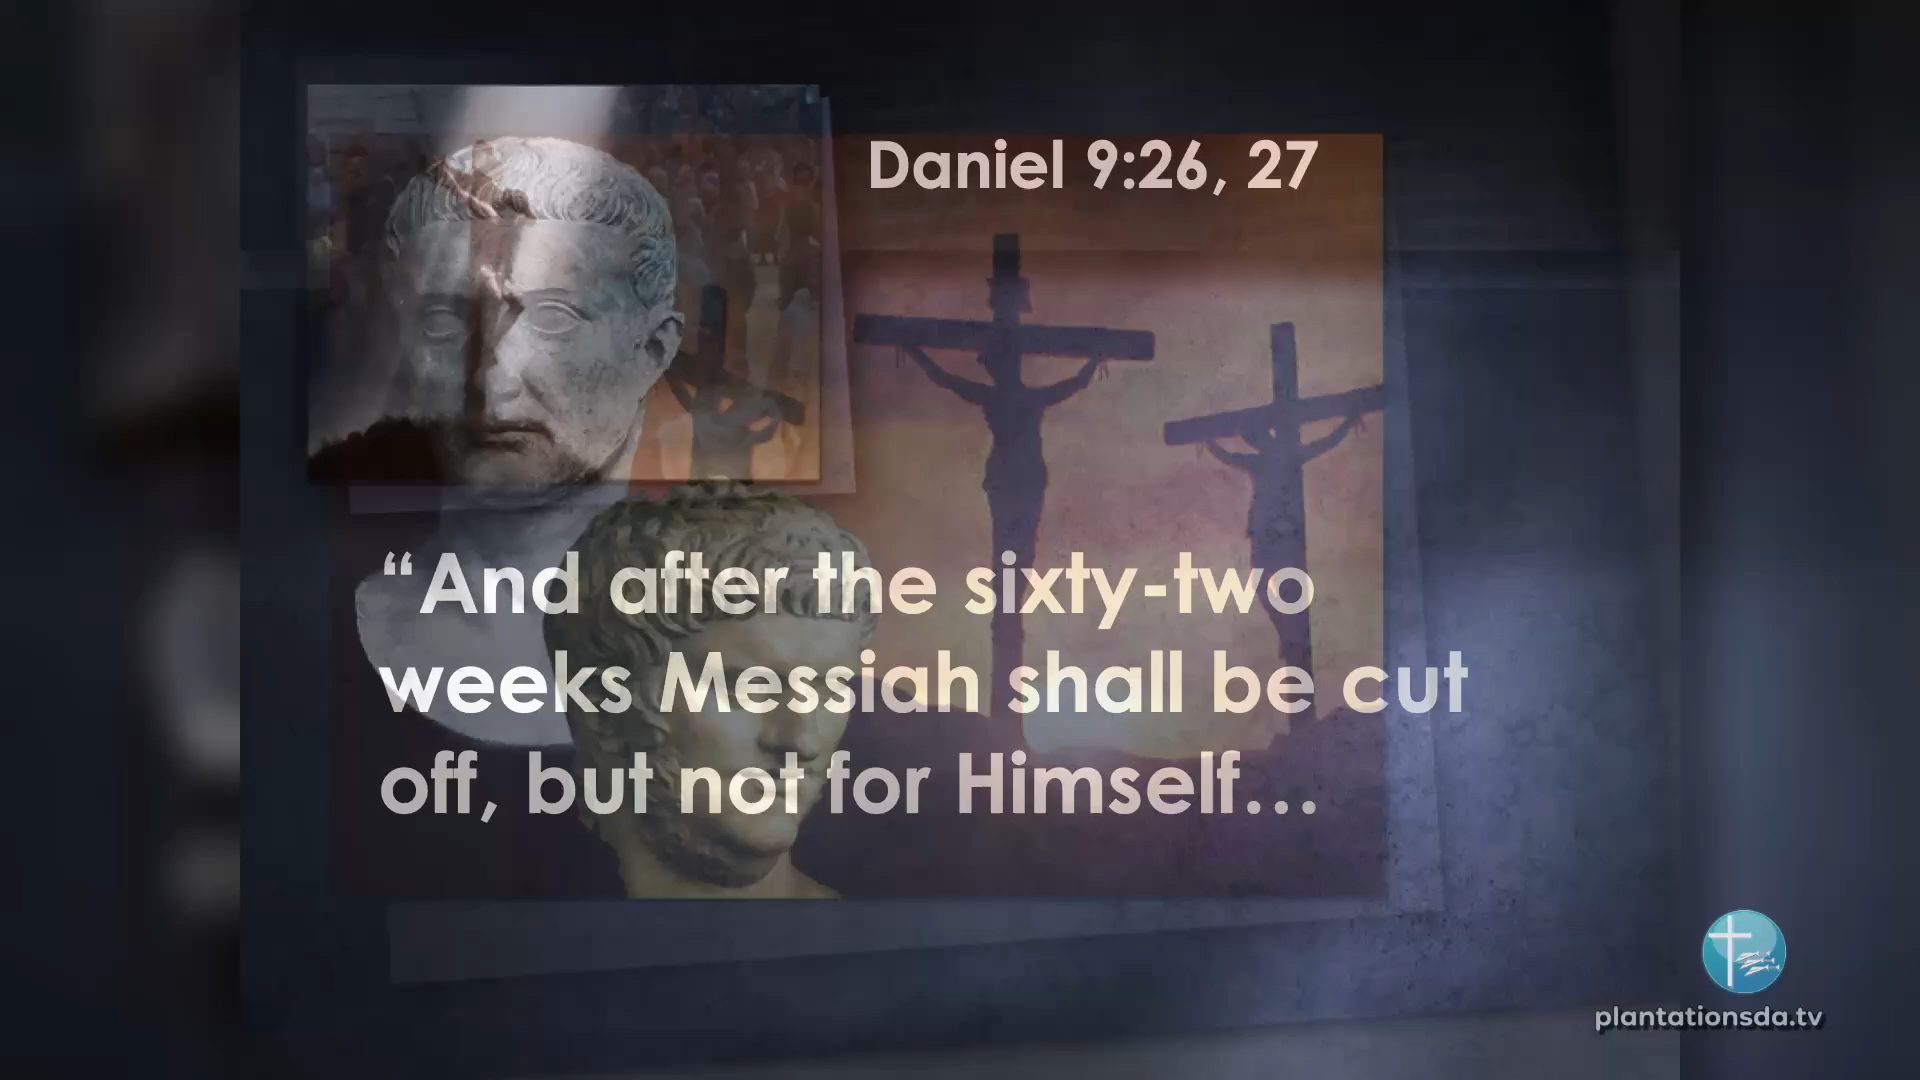 Daniel 9:26, 27
“And after the sixty-two
weeks Messiah shall be cut
off, but not for Himself...
plantationsda.tv